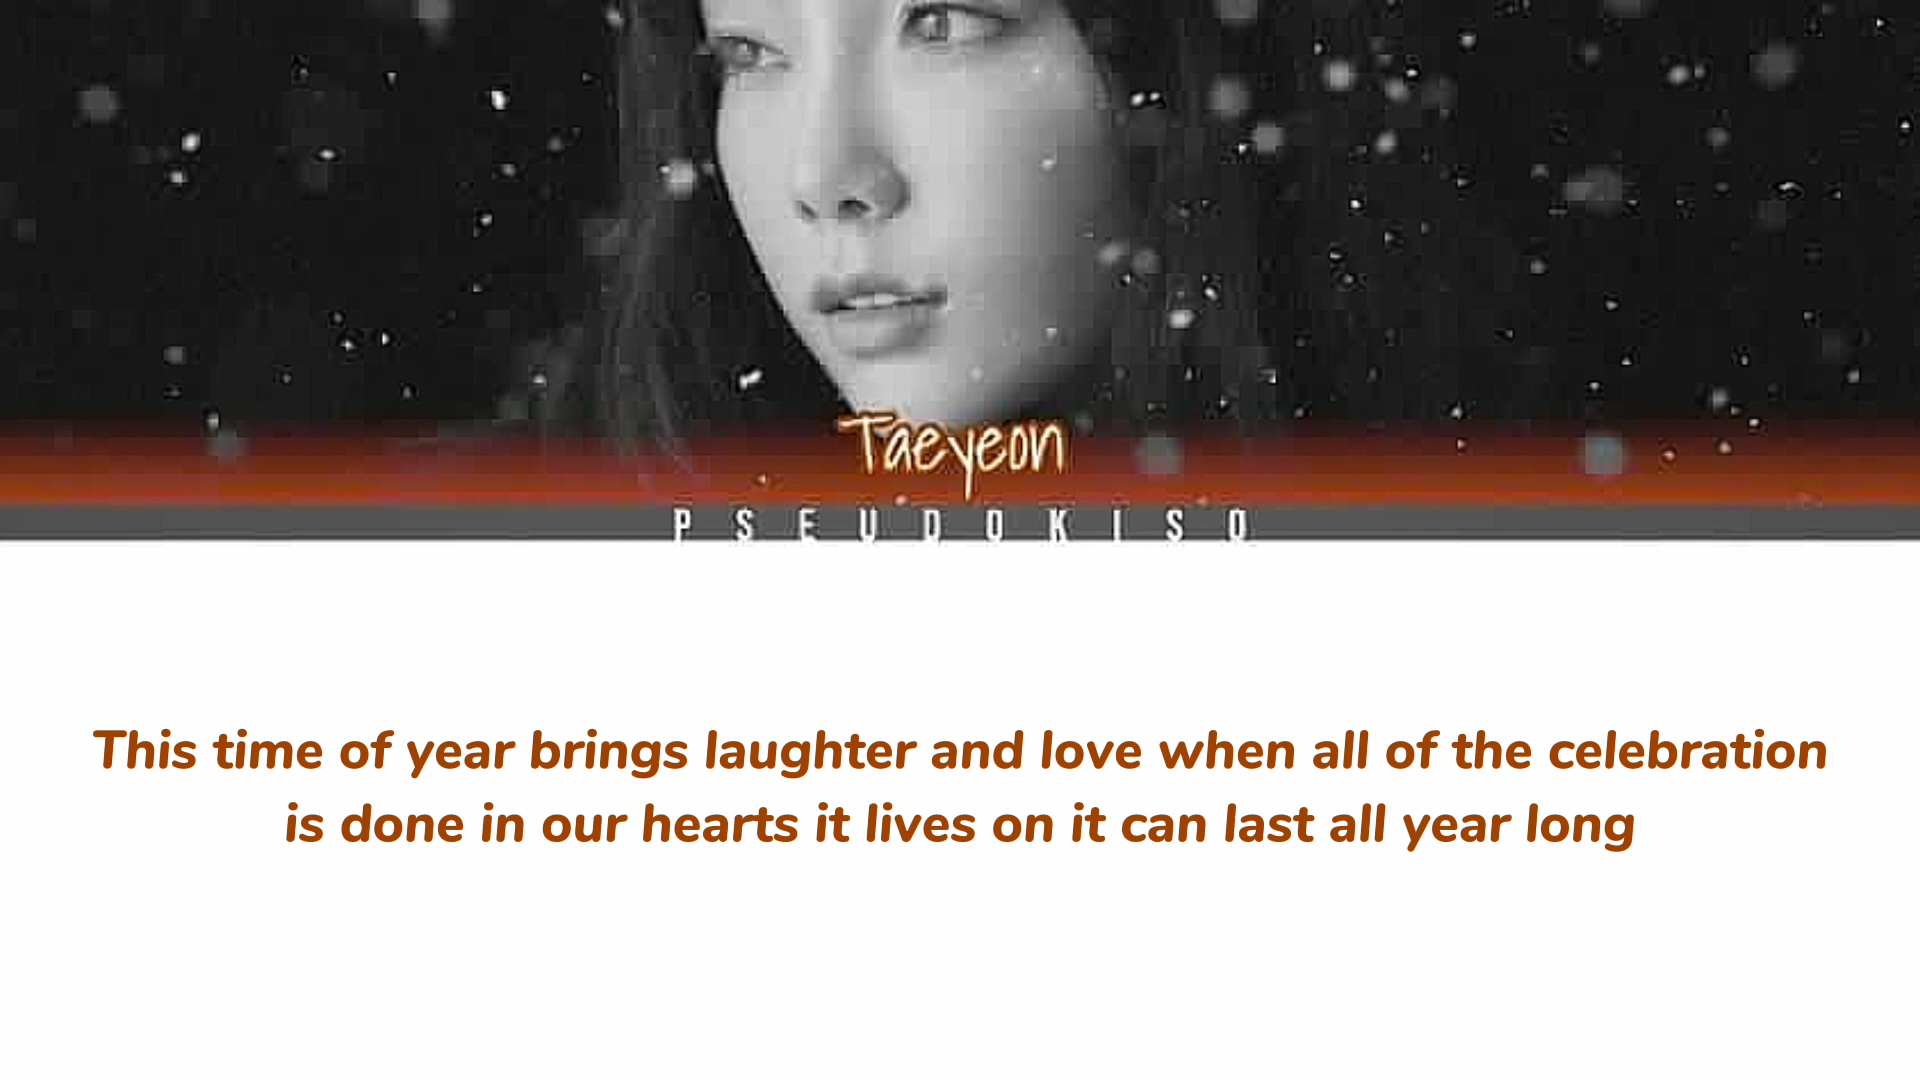 Taeyeon
PSEUDOKISO
This time of year brings laughter and love when all of the celebration
is done in our hearts it lives on it can last all year long